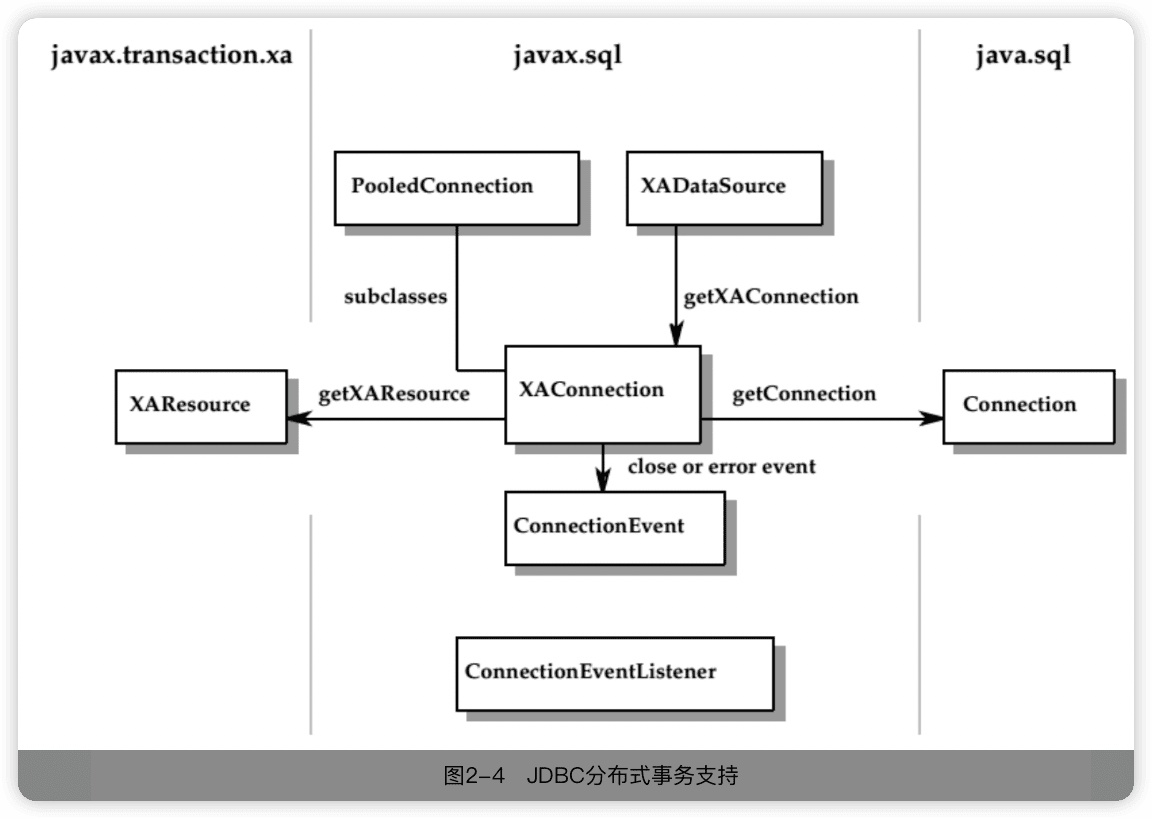 javax.transaction.xa
javax.sql
java.sql
PooledConnection
XADataSource
subclasses
getXAConnection
XAResource
getXAResource
XAConnection
getConnection
Connection
close or error event
ConnectionEvent
ConnectionEventListener
图2-4 JDBC分布式事务支持